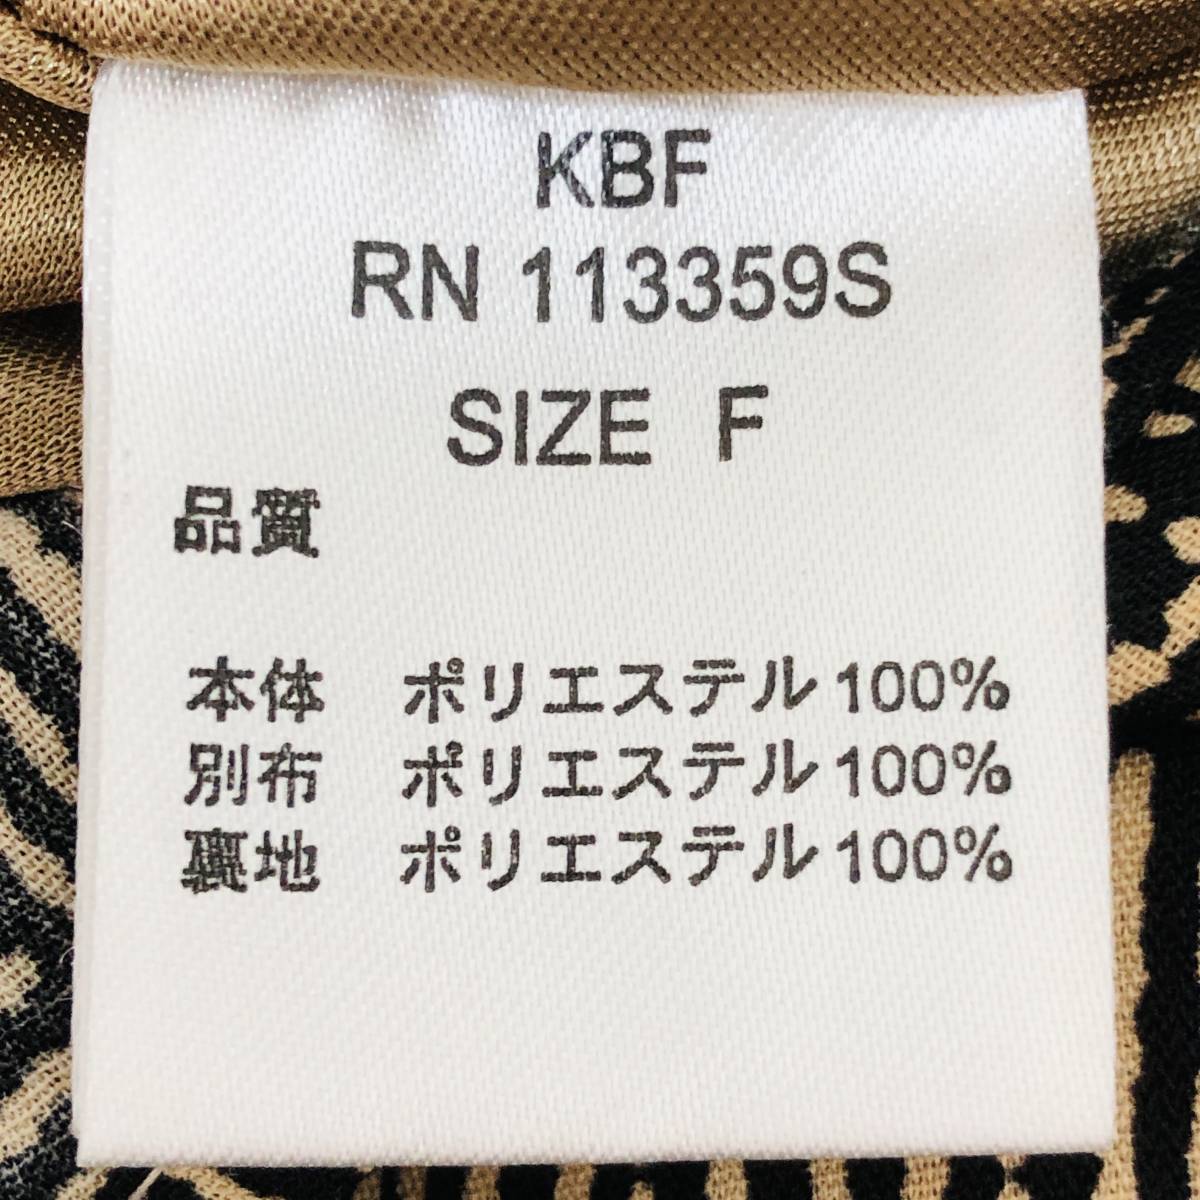 KBF
RN 113359S
SIZE F
品質
本体 ポリエステル100%
別布 ポリエステル100%
裏地 ポリエステル100%